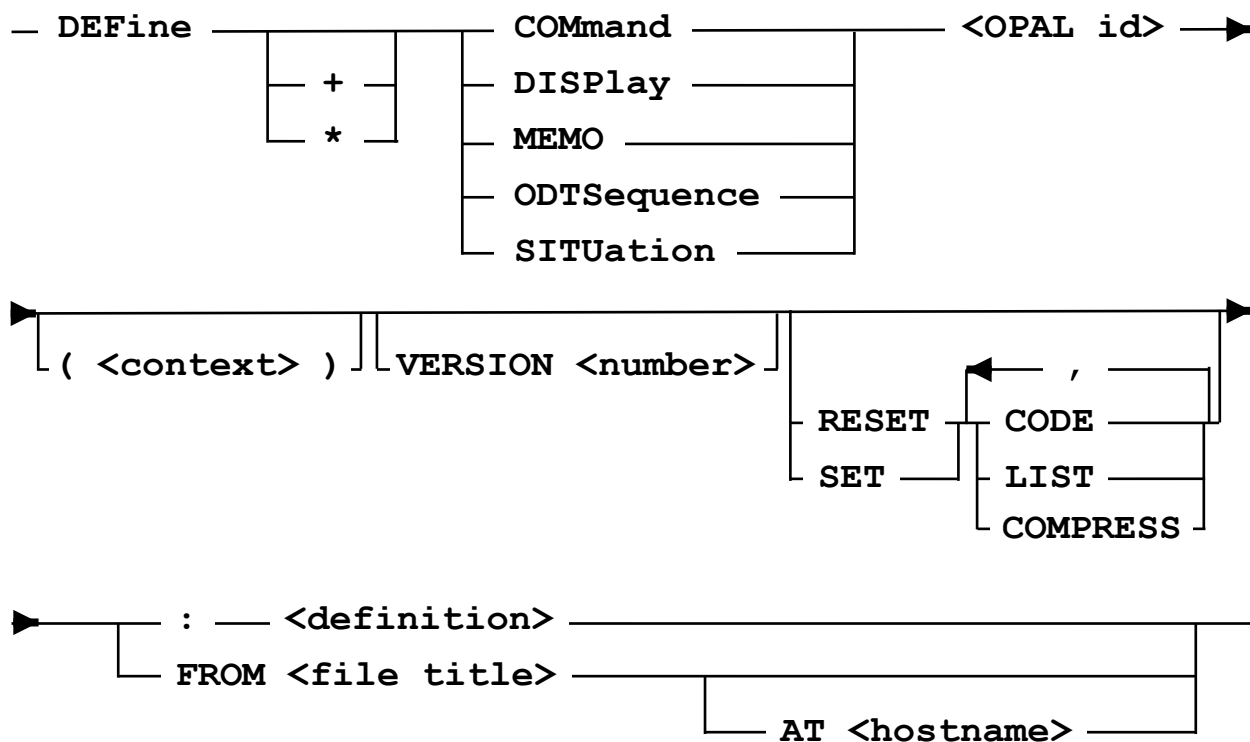 DEFine COMmand <OPAL id>
+ DISPlay
* MEMO
ODTSequence
SITUation
( <context> ) VERSION <number> ,
RESET CODE
SET LIST
COMPRESS
: <definition>
FROM <file title>
AT <hostname>